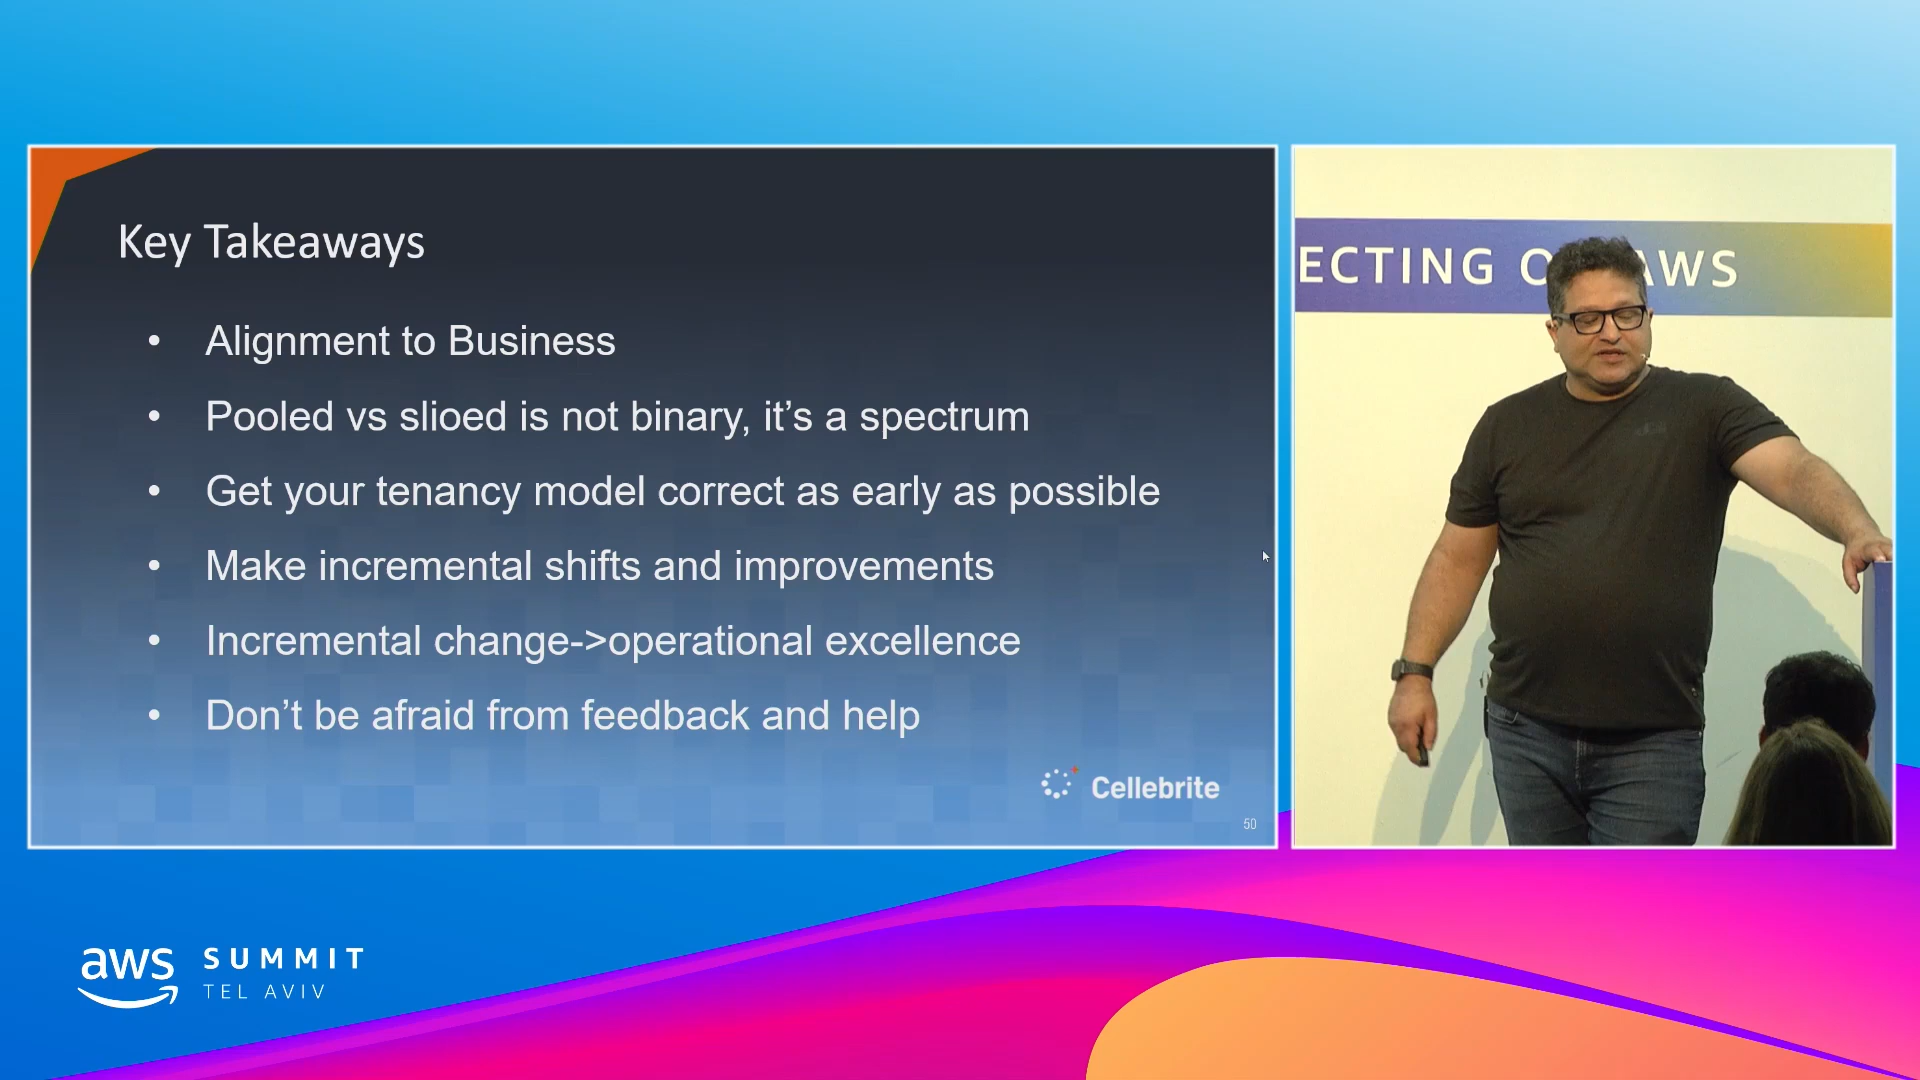 Key Takeaways
• Alignment to Business
• Pooled vs slioed is not binary, it’s a spectrum
• Get your tenancy model correct as early as possible
• Make incremental shifts and improvements
• Incremental change->operational excellence
• Don’t be afraid from feedback and help
Cellebrite
50
ECTING O AWS
aws SUMMIT
TEL AVIV